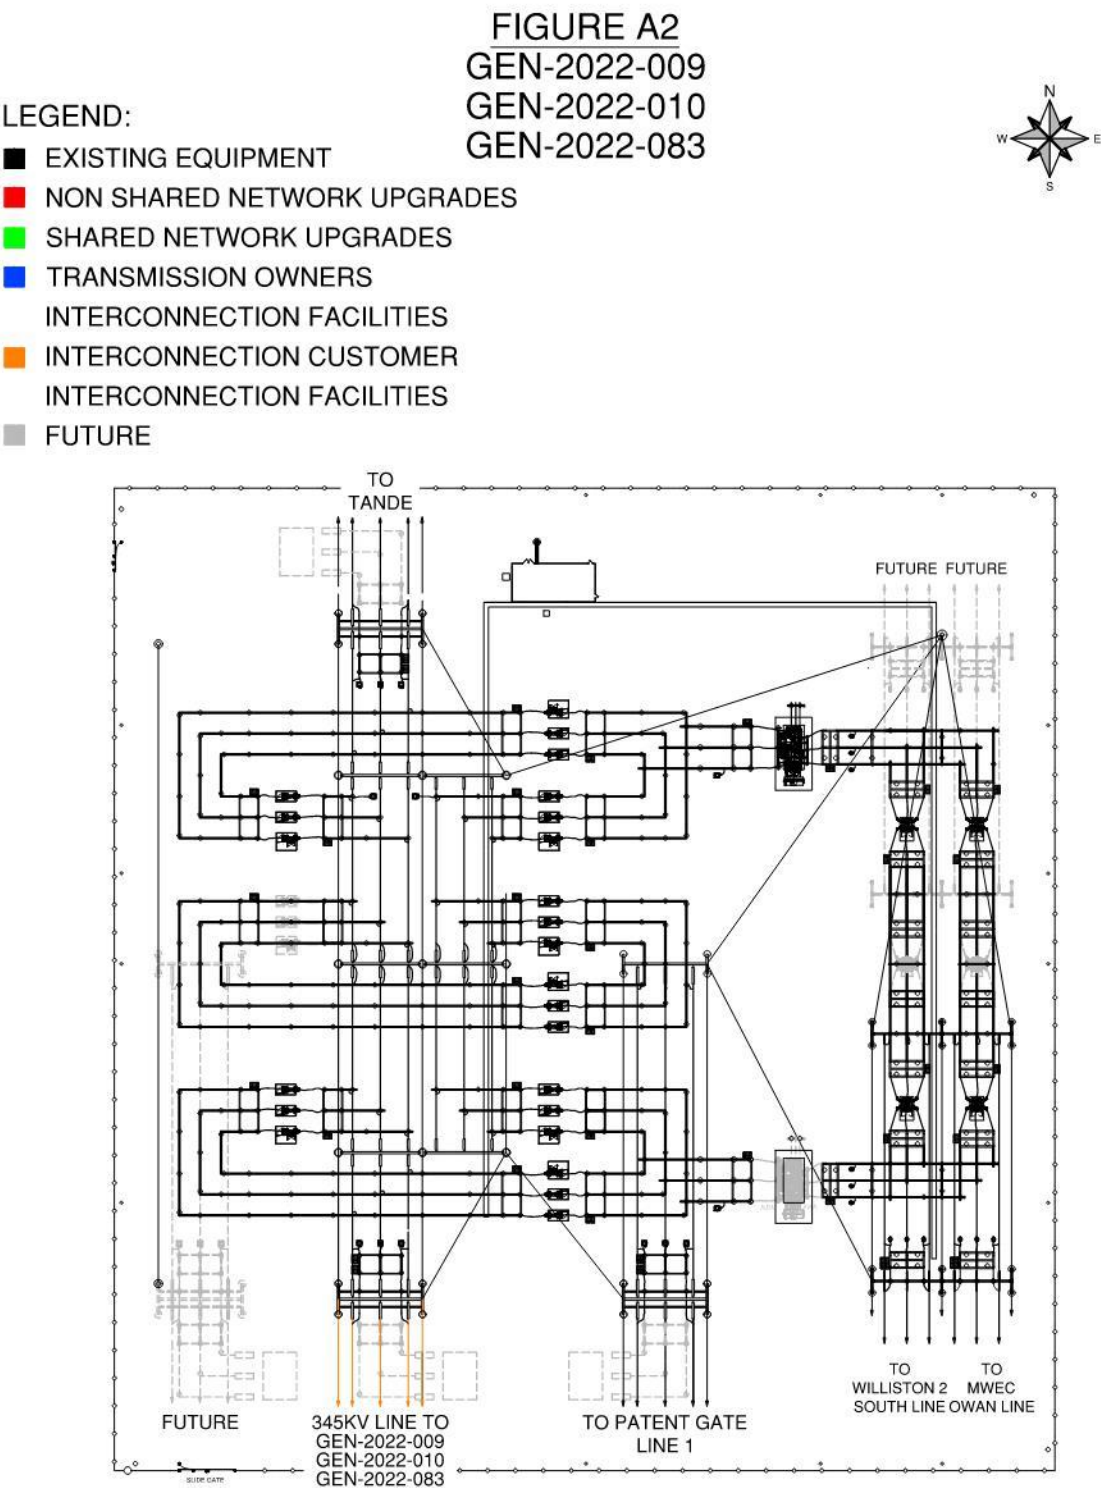 FIGURE A2
GEN-2022-009
GEN-2022-010
GEN-2022-083
N
W
E
S
LEGEND:
EXISTING EQUIPMENT
NON SHARED NETWORK UPGRADES
SHARED NETWORK UPGRADES
TRANSMISSION OWNERS
INTERCONNECTION FACILITIES
INTERCONNECTION CUSTOMER
INTERCONNECTION FACILITIES
FUTURE
TO
TANDE
FUTURE FUTURE
FUTURE
345KV LINE TO
GEN-2022-009
GEN-2022-010
GEN-2022-083
TO PATENT GATE
LINE 1
TO
WILLISTON 2
SOUTH LINE
TO
MWEC
OWAN LINE
SLIDE GATE